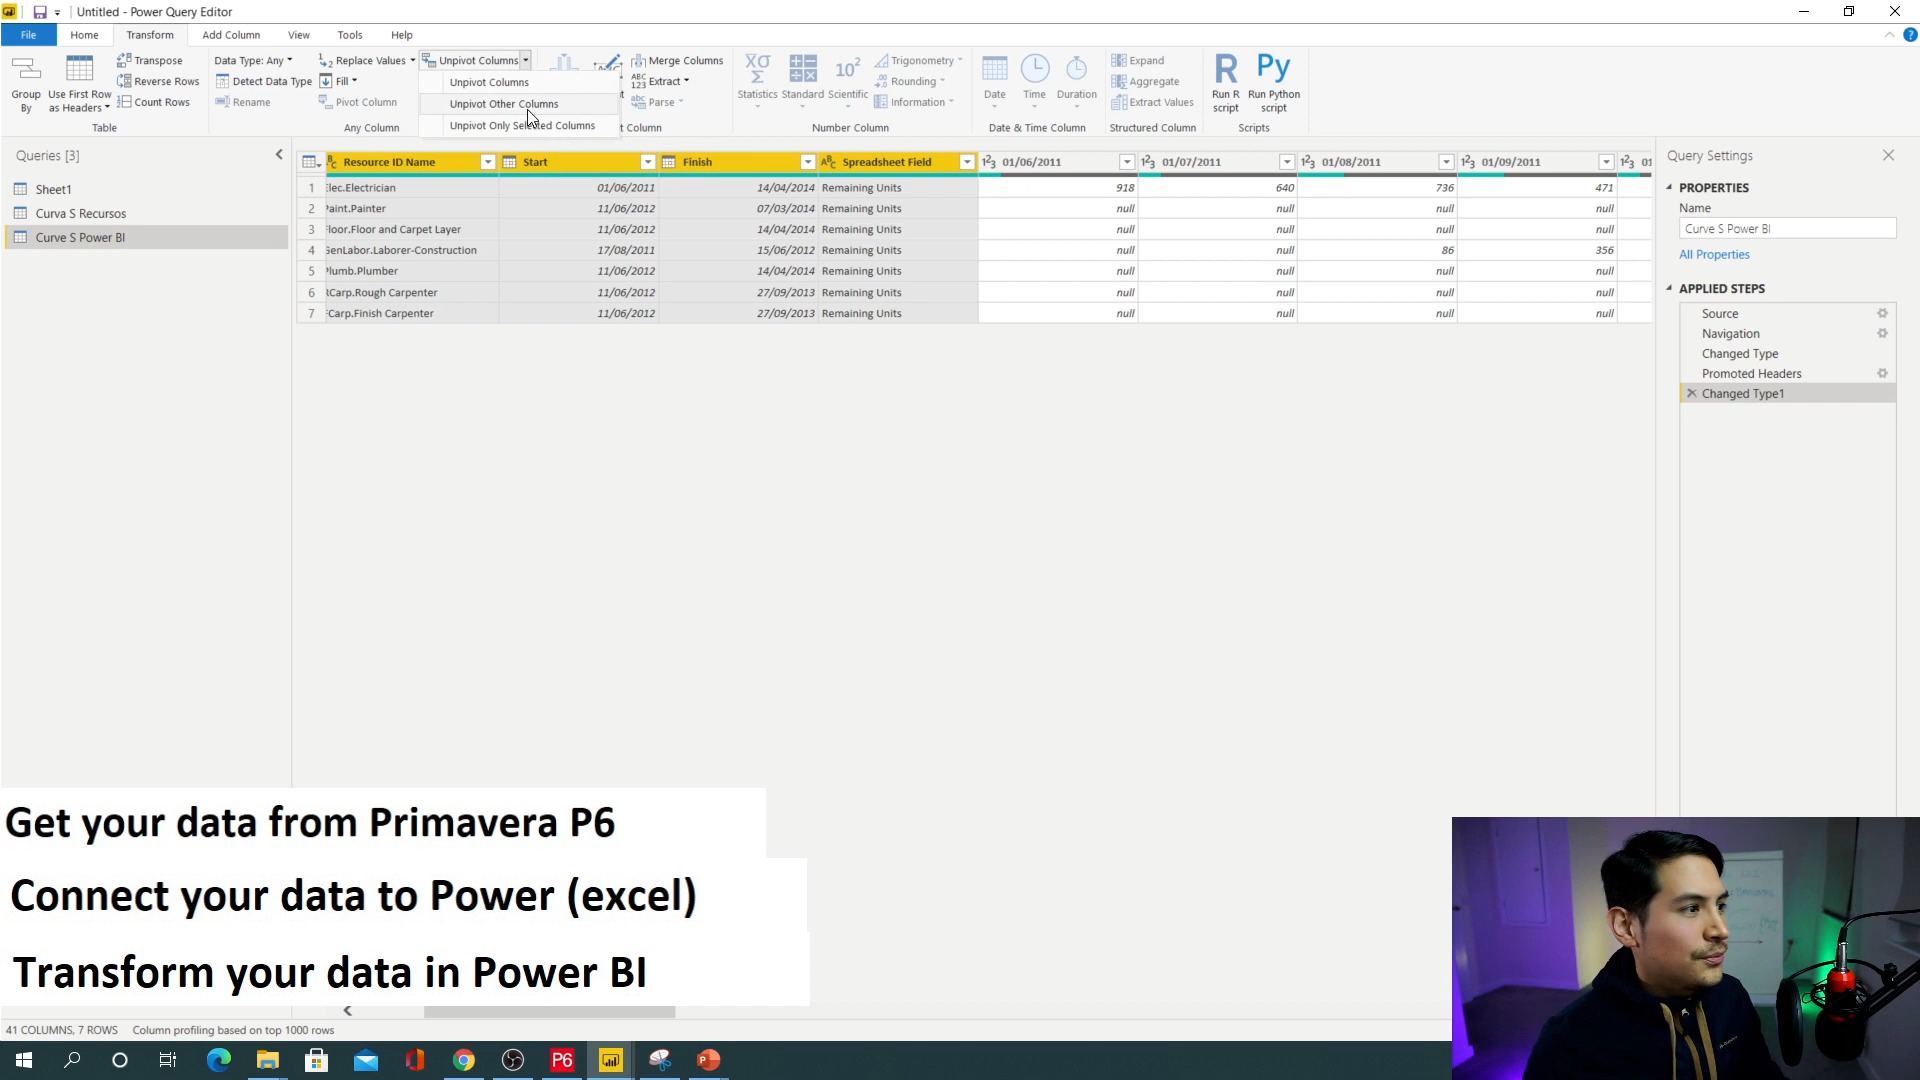 Untitled - Power Query Editor
File Home Transform Add Column View Tools Help
Group By
Use First Row as Headers
Transpose
Reverse Rows
Count Rows
Table
Data Type: Any
Detect Data Type
Rename
Replace Values
Fill
Pivot Column
Any Column
Unpivot Columns
Unpivot Columns
Unpivot Other Columns
Unpivot Only Selected Columns
Merge Columns
Extract
Parse
Column
Statistics
Standard
Scientific
10²
Trigonometry
Rounding
Information
Number Column
Date
Time
Duration
Date & Time Column
Expand
Aggregate
Extract Values
Structured Column
R
Run R script
Py
Run Python script
Scripts
Queries [3]
Sheet1
Curva S Recursos
Curve S Power BI
Resource ID Name Start Finish Spreadsheet Field 01/06/2011 01/07/2011 01/08/2011 01/09/2011
1 Elec.Electrician 01/06/2011 14/04/2014 Remaining Units 918 640 736 471
2 Paint.Painter 11/06/2012 07/03/2014 Remaining Units null null null null
3 Floor.Floor and Carpet Layer 11/06/2012 14/04/2014 Remaining Units null null null null
4 GenLabor.Laborer-Construction 17/08/2011 15/06/2012 Remaining Units null null 86 356
5 Plumb.Plumber 11/06/2012 14/04/2014 Remaining Units null null null null
6 RCarp.Rough Carpenter 11/06/2012 27/09/2013 Remaining Units null null null null
7 FCarp.Finish Carpenter 11/06/2012 27/09/2013 Remaining Units null null null null
Query Settings
PROPERTIES
Name
Curve S Power BI
All Properties
APPLIED STEPS
Source
Navigation
Changed Type
Promoted Headers
Changed Type1
Get your data from Primavera P6
Connect your data to Power (excel)
Transform your data in Power BI
41 COLUMNS, 7 ROWS Column profiling based on top 1000 rows
P6